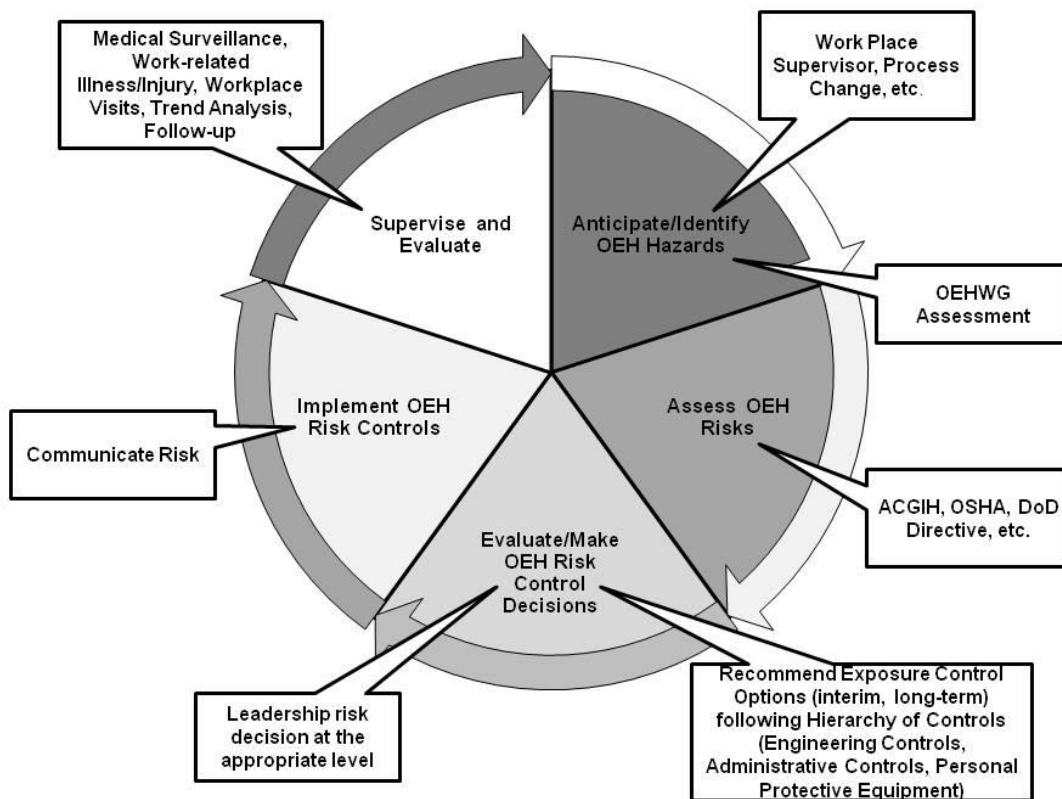 Medical Surveillance,
Work-related
Illness/Injury, Workplace
Visits, Trend Analysis,
Follow-up
Work Place
Supervisor, Process
Change, etc.
Supervise and
Evaluate
Anticipate/Identify
OEH Hazards
OEHWG
Assessment
Implement OEH
Risk Controls
Assess OEH
Risks
Communicate Risk
ACGIH, OSHA, DoD
Directive, etc.
Evaluate/Make
OEH Risk
Control
Decisions
Leadership risk
decision at the
appropriate level
Recommend Exposure Control
Options (interim, long-term)
following Hierarchy of Controls
(Engineering Controls,
Administrative Controls, Personal
Protective Equipment)